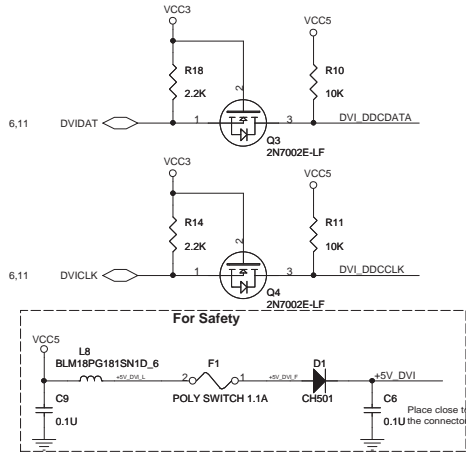 VCC3
VCC5
R18
2.2K
R10
10K
2
6,11 DVIDAT 1 3 DVI_DDCDATA
Q3
2N7002E-LF
VCC3
VCC5
R14
2.2K
R11
10K
2
6,11 DVICLK 1 3 DVI_DDCCLK
Q4
2N7002E-LF
For Safety
VCC5
L8
BLM18PG181SN1D_6
F1
D1
+5V_DVI_L 2 1 +5V_DVI_F +5V_DVI
POLY SWITCH 1.1A
CH501
C9
0.1U
C6
0.1U
Place close t
the connecto